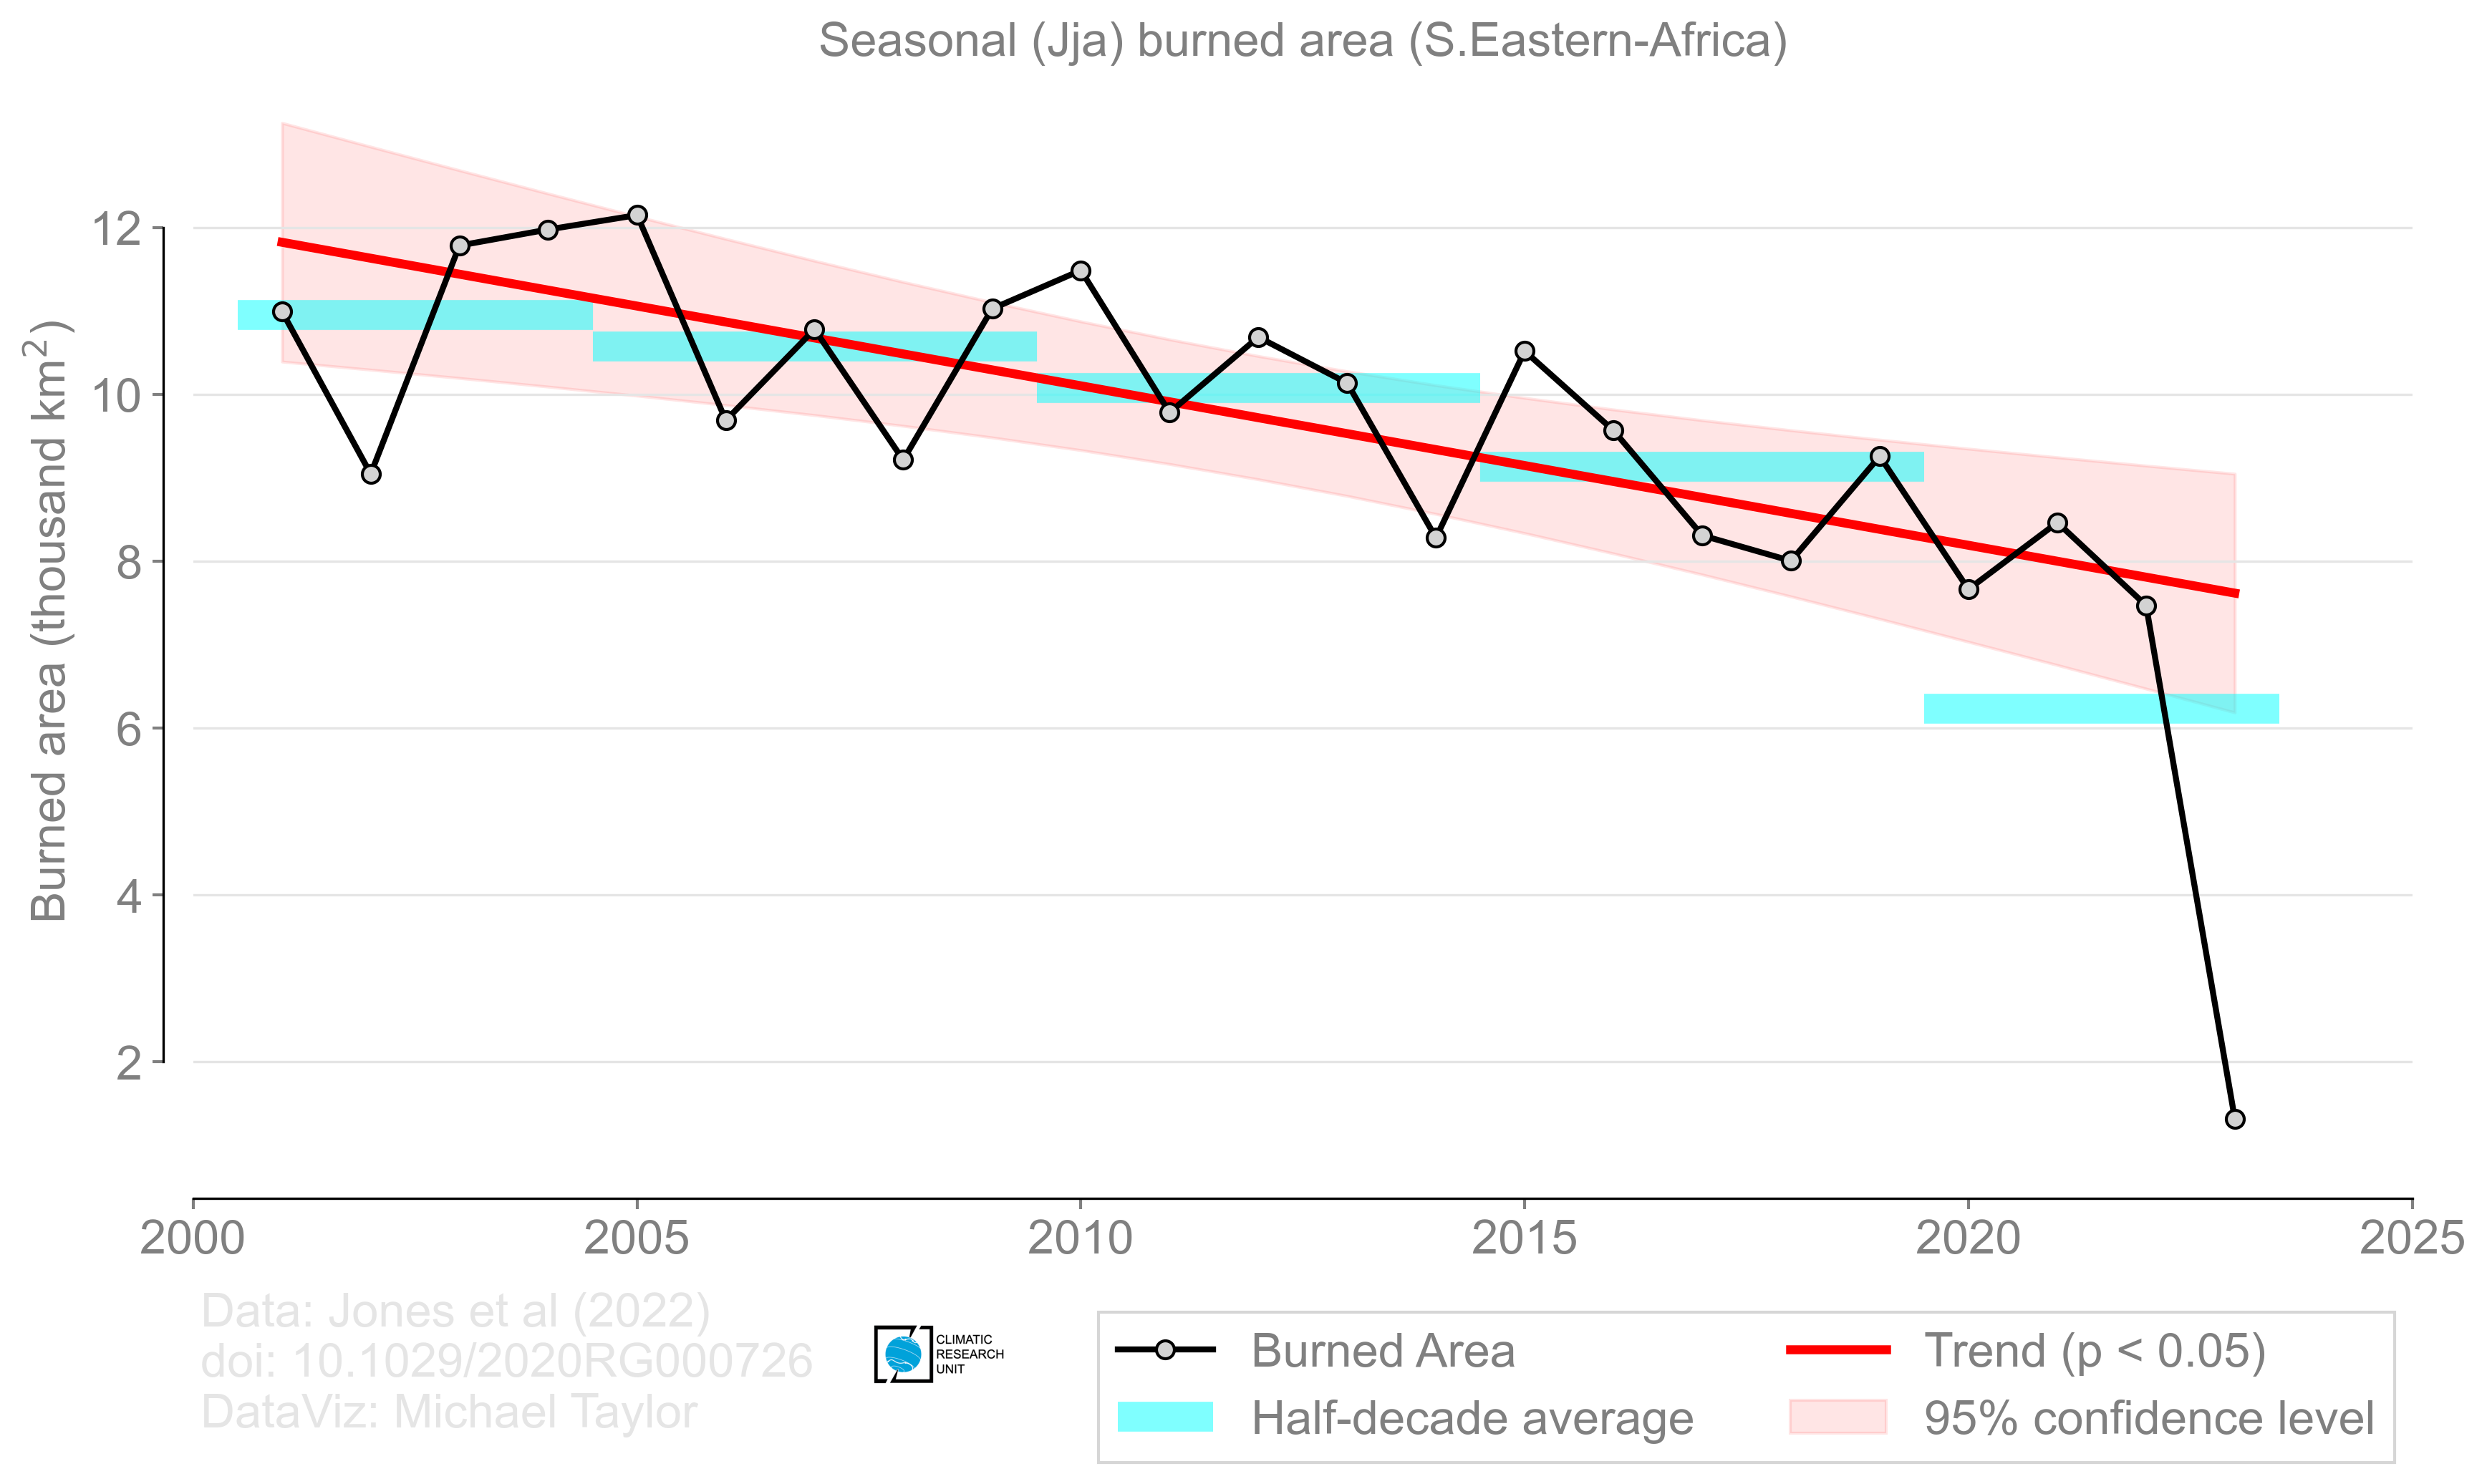 Seasonal (Jja) burned area (S.Eastern-Africa)
Burned area (thousand km²)
12
10
8
6
4
2
2000
2005
2010
2015
2020
2025
Data: Jones et al (2022)
doi: 10.1029/2020RG000726
DataViz: Michael Taylor
CLIMATIC
RESEARCH
UNIT
Burned Area
Half-decade average
Trend (p < 0.05)
95% confidence level